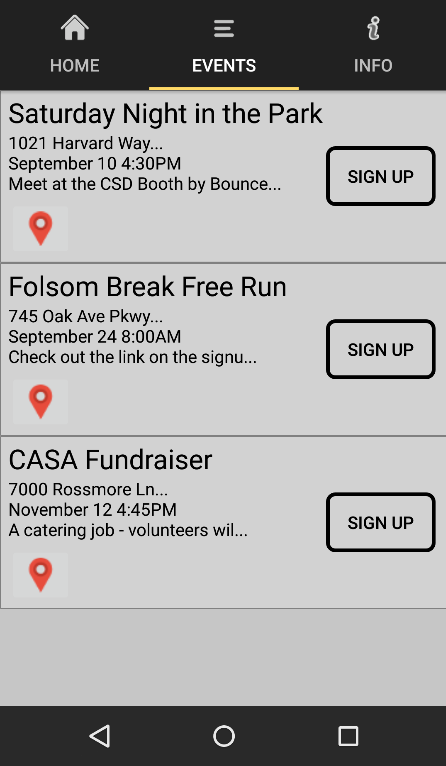 HOME
EVENTS
INFO
Saturday Night in the Park
1021 Harvard Way...
September 10 4:30PM
Meet at the CSD Booth by Bounce...
SIGN UP
Folsom Break Free Run
745 Oak Ave Pkwy...
September 24 8:00AM
Check out the link on the signu...
SIGN UP
CASA Fundraiser
7000 Rossmore Ln...
November 12 4:45PM
A catering job - volunteers wil...
SIGN UP